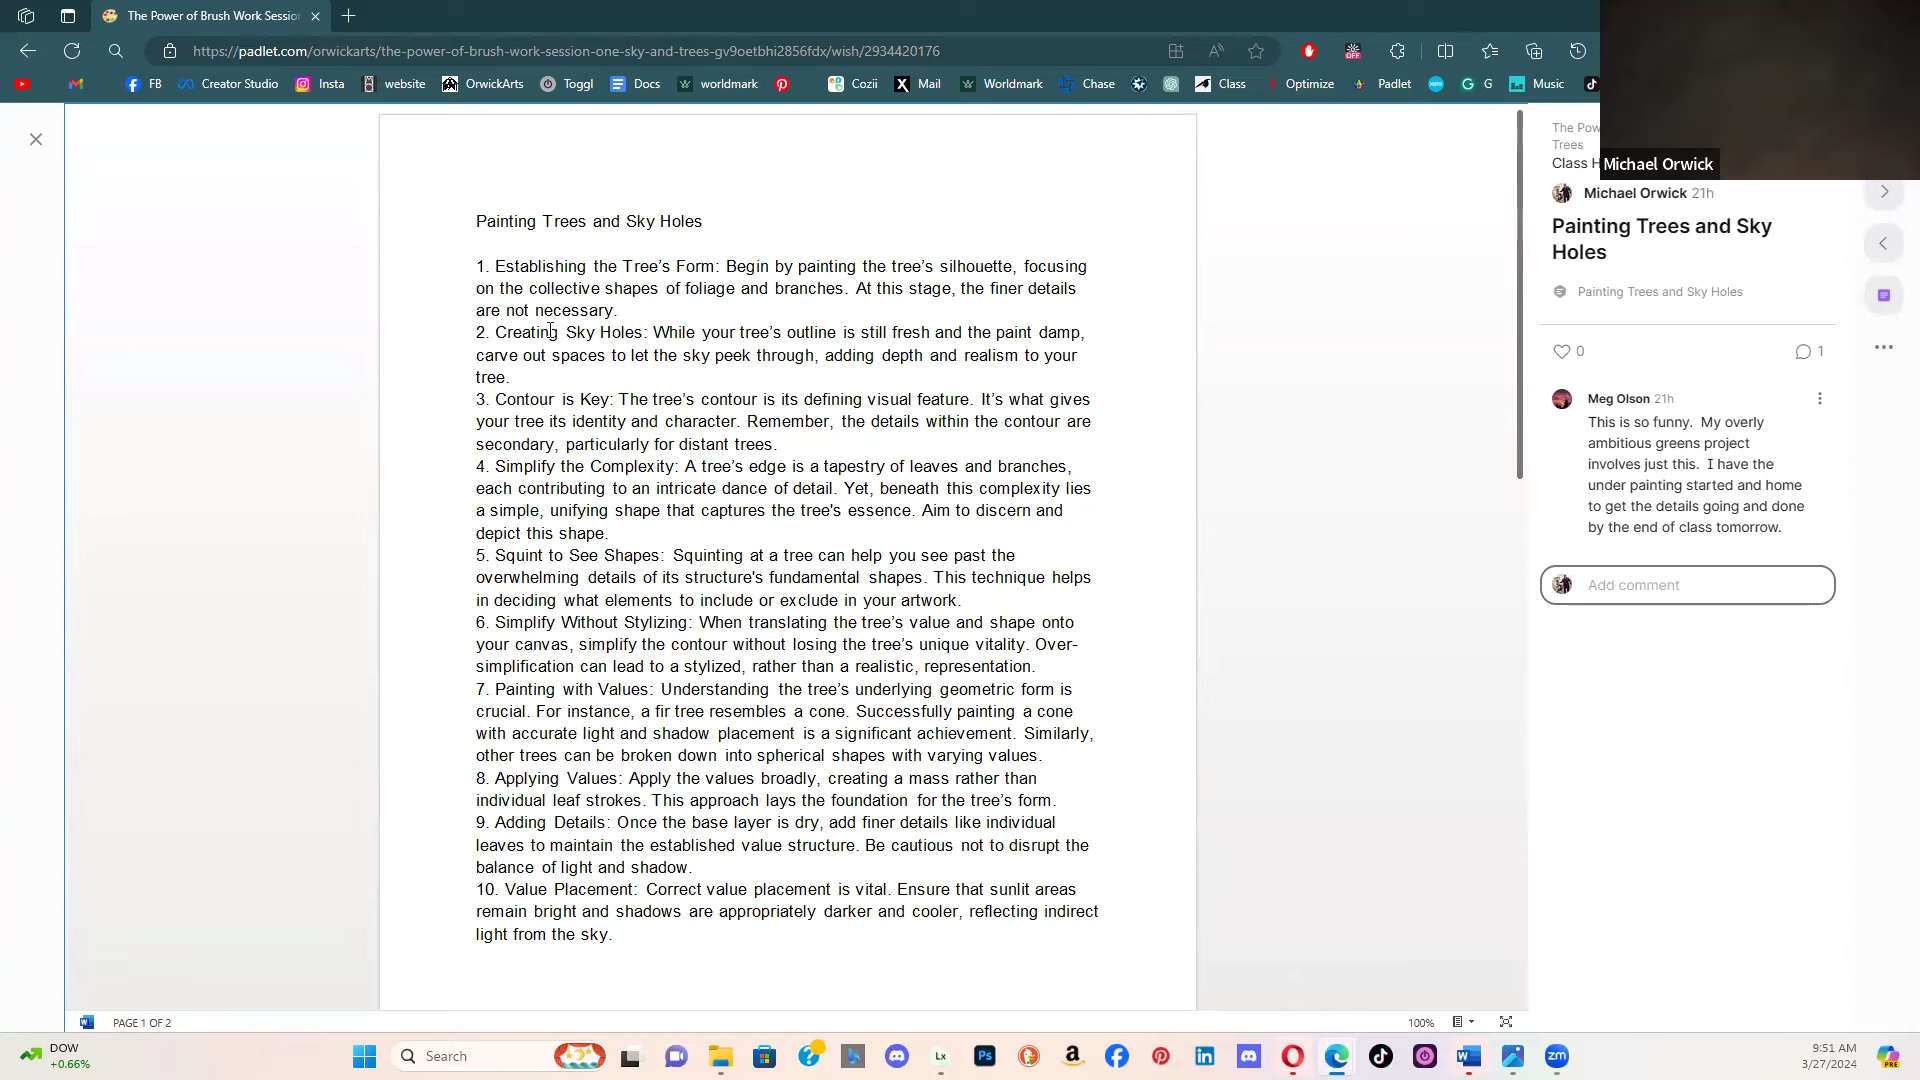 The Power of Brush Work Sessio
https://padlet.com/orwickarts/the-power-of-brush-work-session-one-sky-and-trees-gv9oetbhi2856fdx/wish/2934420176
FB Creator Studio Insta website OrwickArts Toggl Docs worldmark Cozii Mail Worldmark Chase Class Optimize Padlet G Music
Michael Orwick
The Pow
Trees
Class H
Michael Orwick 21h
Painting Trees and Sky
Holes
Painting Trees and Sky Holes
0 1
Meg Olson 21h
This is so funny. My overly
ambitious greens project
involves just this. I have the
under painting started and home
to get the details going and done
by the end of class tomorrow.
Add comment
Painting Trees and Sky Holes
1. Establishing the Tree’s Form: Begin by painting the tree’s silhouette, focusing
on the collective shapes of foliage and branches. At this stage, the finer details
are not necessary.
2. Creating Sky Holes: While your tree’s outline is still fresh and the paint damp,
carve out spaces to let the sky peek through, adding depth and realism to your
tree.
3. Contour is Key: The tree’s contour is its defining visual feature. It’s what gives
your tree its identity and character. Remember, the details within the contour are
secondary, particularly for distant trees.
4. Simplify the Complexity: A tree’s edge is a tapestry of leaves and branches,
each contributing to an intricate dance of detail. Yet, beneath this complexity lies
a simple, unifying shape that captures the tree's essence. Aim to discern and
depict this shape.
5. Squint to See Shapes: Squinting at a tree can help you see past the
overwhelming details of its structure's fundamental shapes. This technique helps
in deciding what elements to include or exclude in your artwork.
6. Simplify Without Stylizing: When translating the tree’s value and shape onto
your canvas, simplify the contour without losing the tree’s unique vitality. Over-
simplification can lead to a stylized, rather than a realistic, representation.
7. Painting with Values: Understanding the tree’s underlying geometric form is
crucial. For instance, a fir tree resembles a cone. Successfully painting a cone
with accurate light and shadow placement is a significant achievement. Similarly,
other trees can be broken down into spherical shapes with varying values.
8. Applying Values: Apply the values broadly, creating a mass rather than
individual leaf strokes. This approach lays the foundation for the tree’s form.
9. Adding Details: Once the base layer is dry, add finer details like individual
leaves to maintain the established value structure. Be cautious not to disrupt the
balance of light and shadow.
10. Value Placement: Correct value placement is vital. Ensure that sunlit areas
remain bright and shadows are appropriately darker and cooler, reflecting indirect
light from the sky.
PAGE 1 OF 2
100%
DOW
+0.66%
Search
Lx
Ps
zm
9:51 AM
3/27/2024
PRE